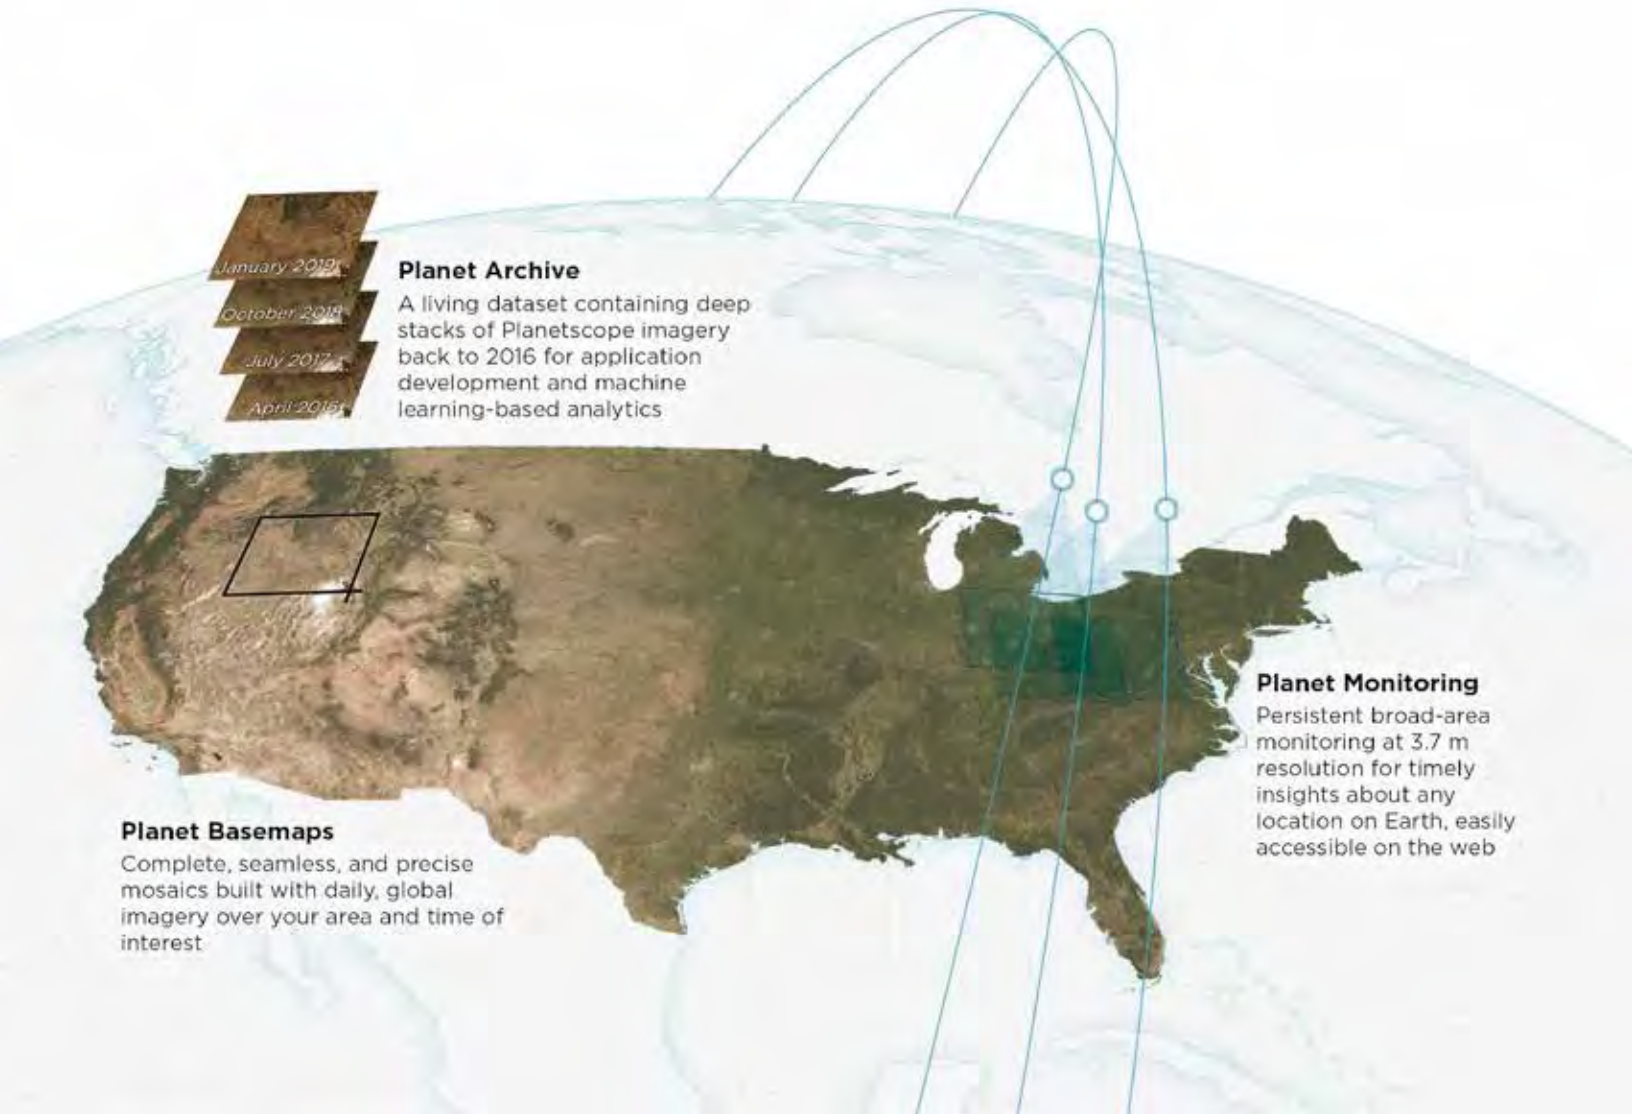 January 2019
October 2018
July 2017
April 2016
Planet Archive
A living dataset containing deep
stacks of Planetscope imagery
back to 2016 for application
development and machine
learning-based analytics
Planet Monitoring
Persistent broad-area
monitoring at 3.7 m
resolution for timely
insights about any
location on Earth, easily
accessible on the web
Planet Basemaps
Complete, seamless, and precise
mosaics built with daily, global
imagery over your area and time of
interest